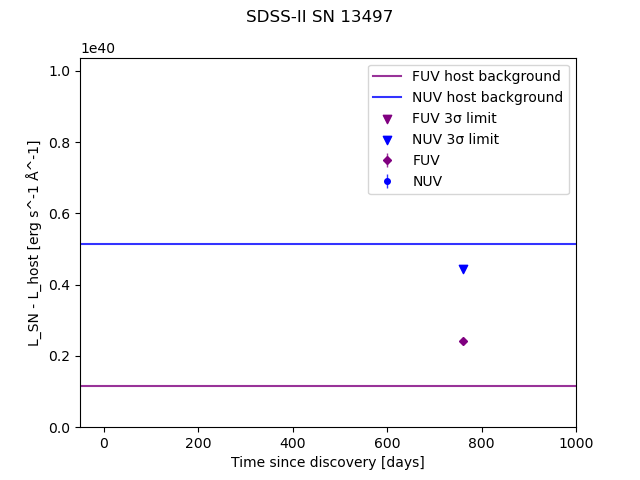 SDSS-II SN 13497
1e40
1.0
0.8
0.6
0.4
0.2
0.0
L_SN - L_host [erg s^-1 Å^-1]
FUV host background
NUV host background
FUV 3σ limit
NUV 3σ limit
FUV
NUV
0 200 400 600 800 1000
Time since discovery [days]